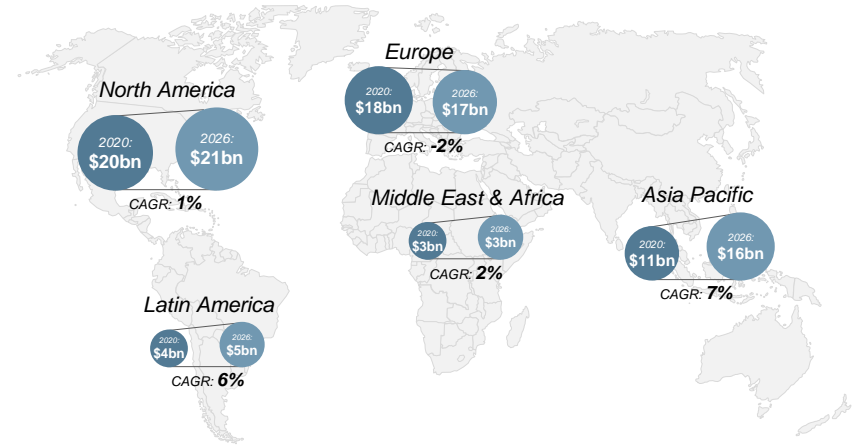 North America
2020:
$20bn
2026:
$21bn
CAGR: 1%
Europe
2020:
$18bn
2026:
$17bn
CAGR: -2%
Middle East & Africa
2020:
$3bn
2026:
$3bn
CAGR: 2%
Asia Pacific
2020:
$11bn
2026:
$16bn
CAGR: 7%
Latin America
2020:
$4bn
2026:
$5bn
CAGR: 6%